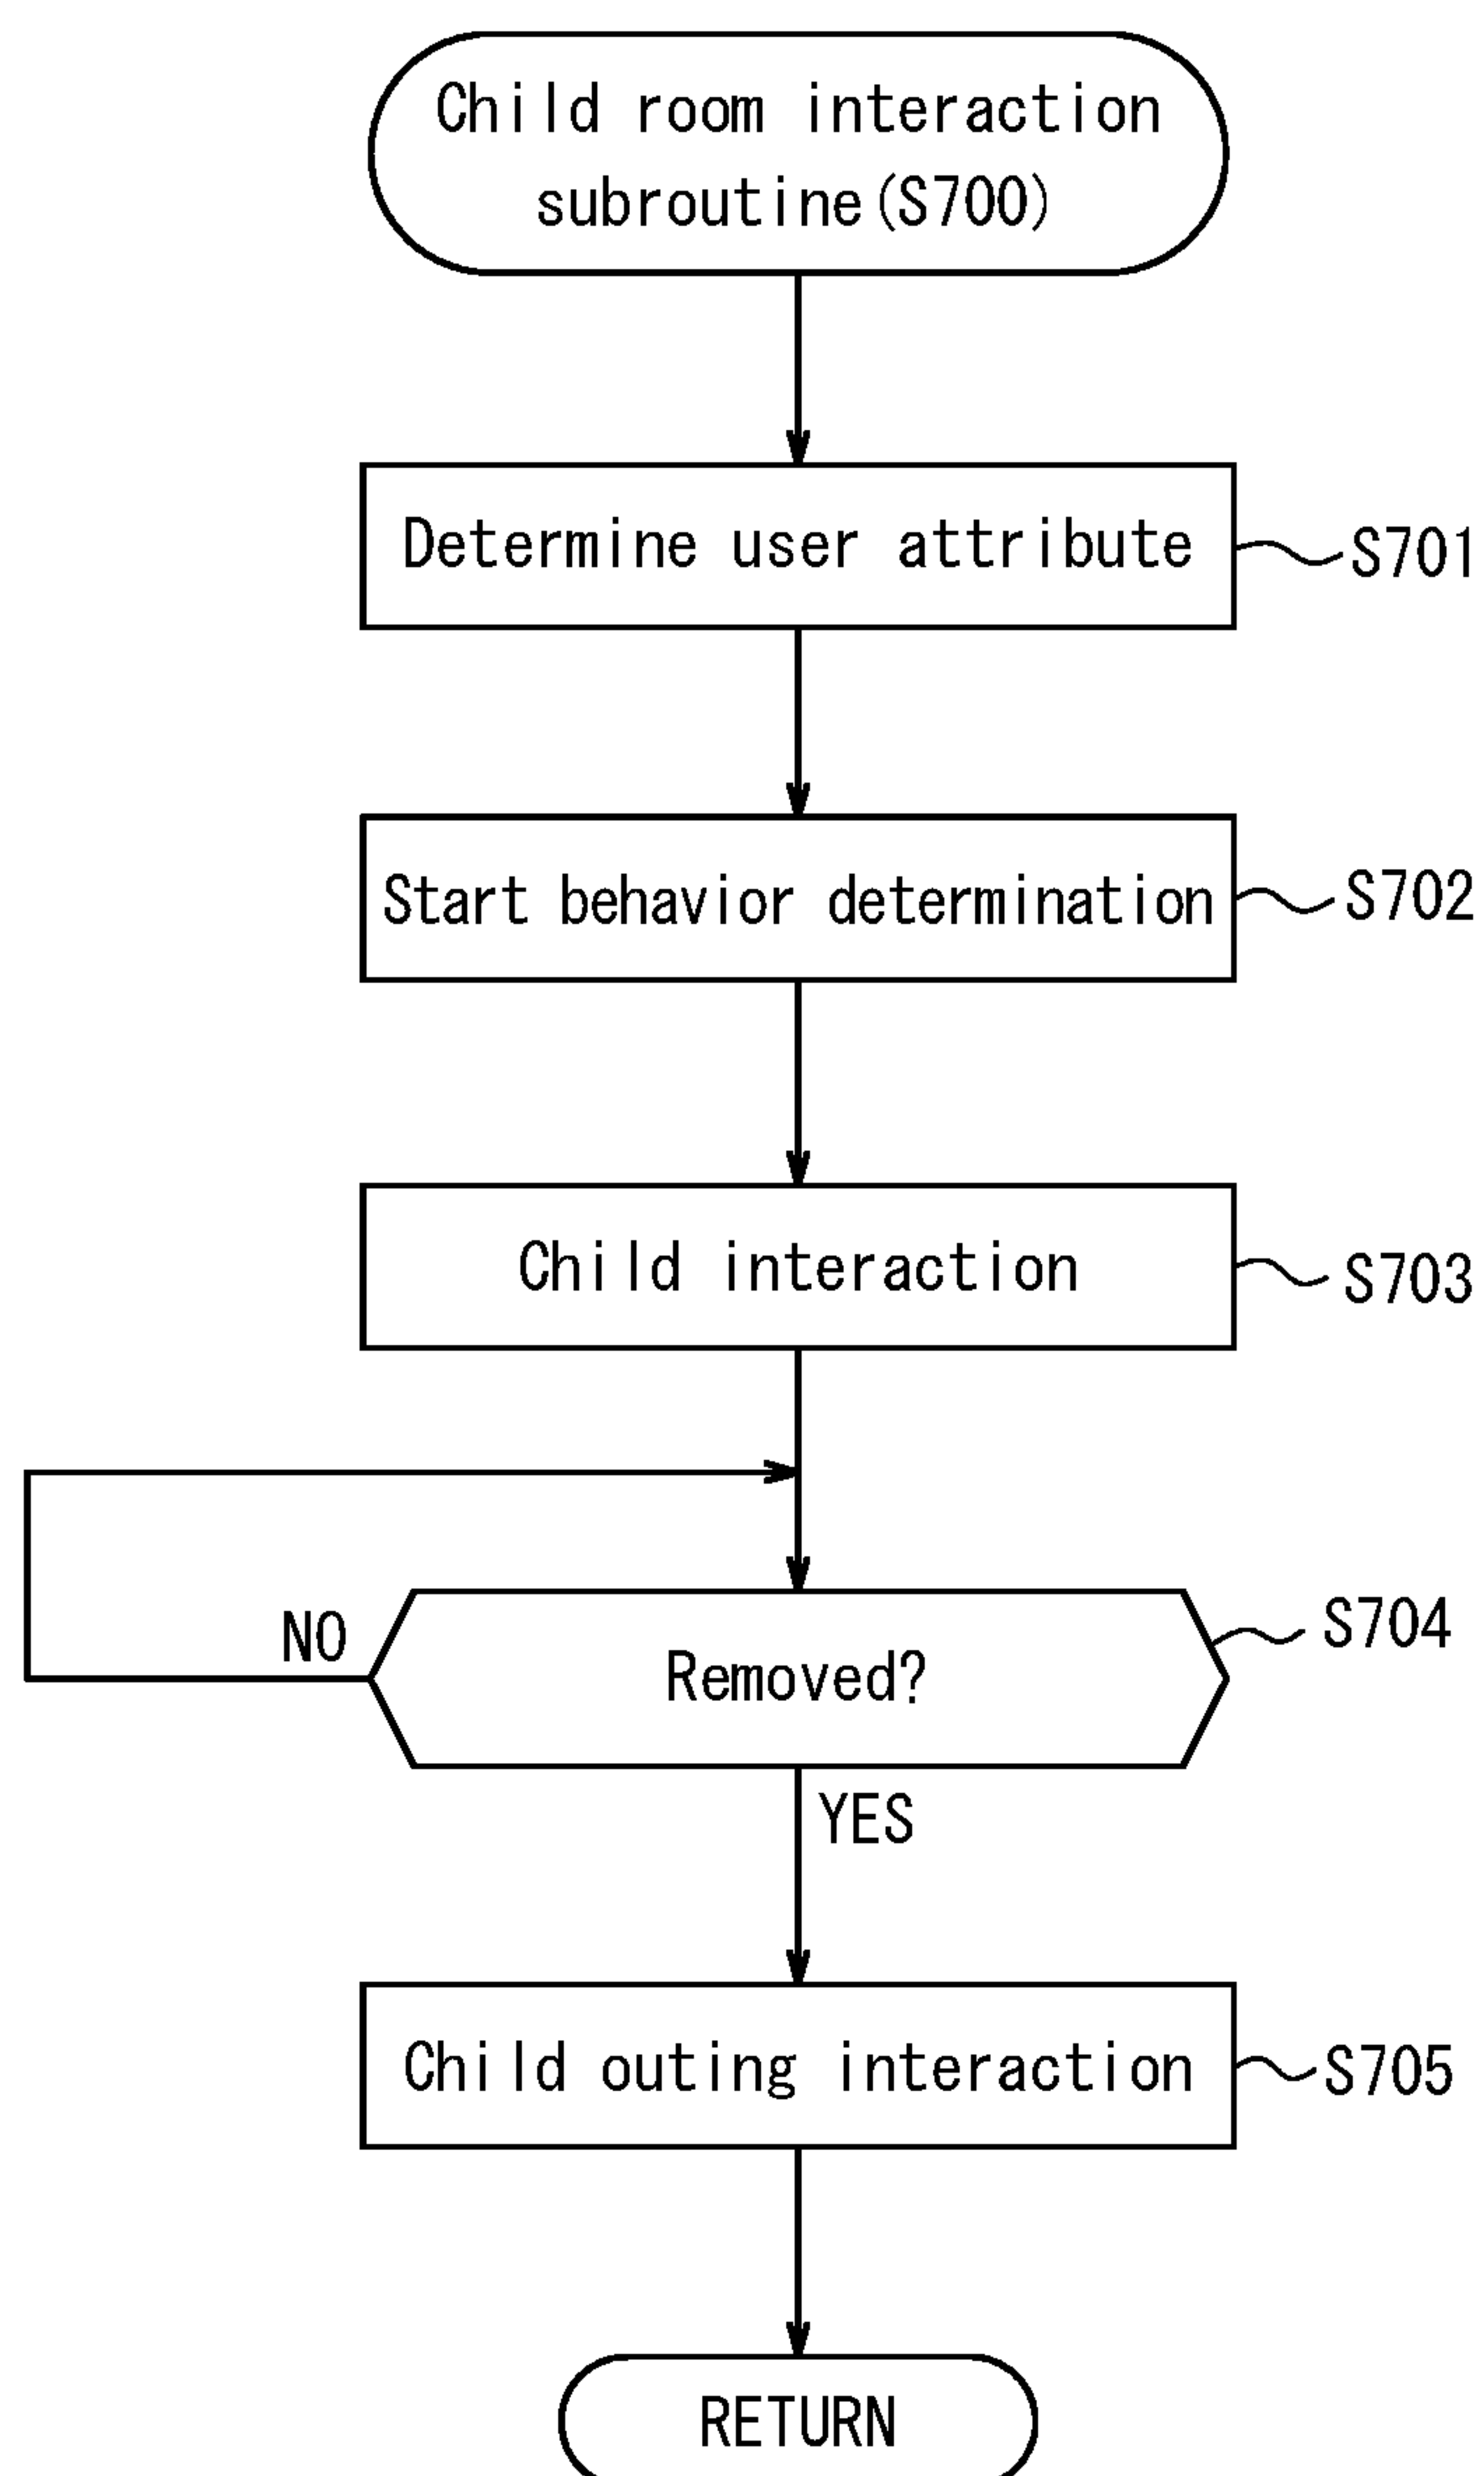 Child room interaction
subroutine(S700)
Determine user attribute
S701
Start behavior determination
S702
Child interaction
S703
NO
Removed?
S704
YES
Child outing interaction
S705
RETURN